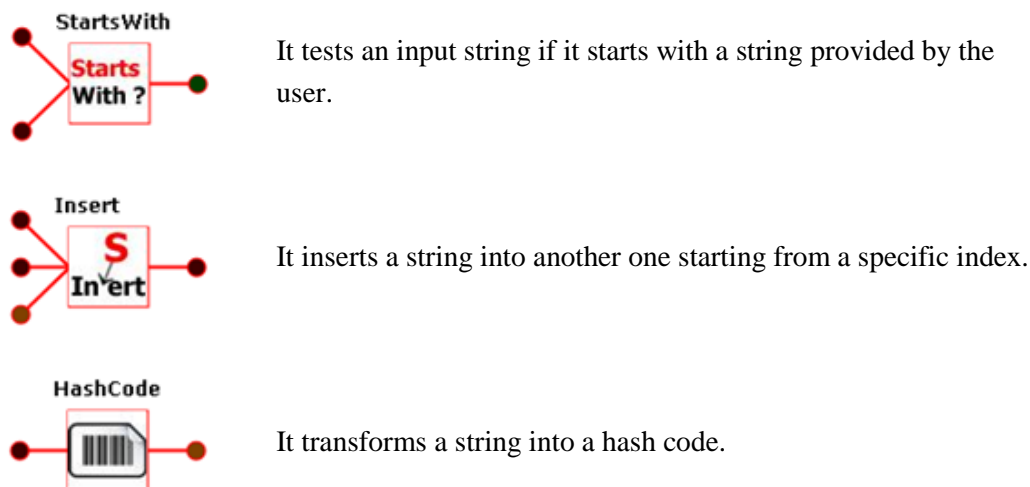 StartsWith
Starts
With ?
It tests an input string if it starts with a string provided by the
user.
Insert
S
In ert
It inserts a string into another one starting from a specific index.
HashCode
It transforms a string into a hash code.